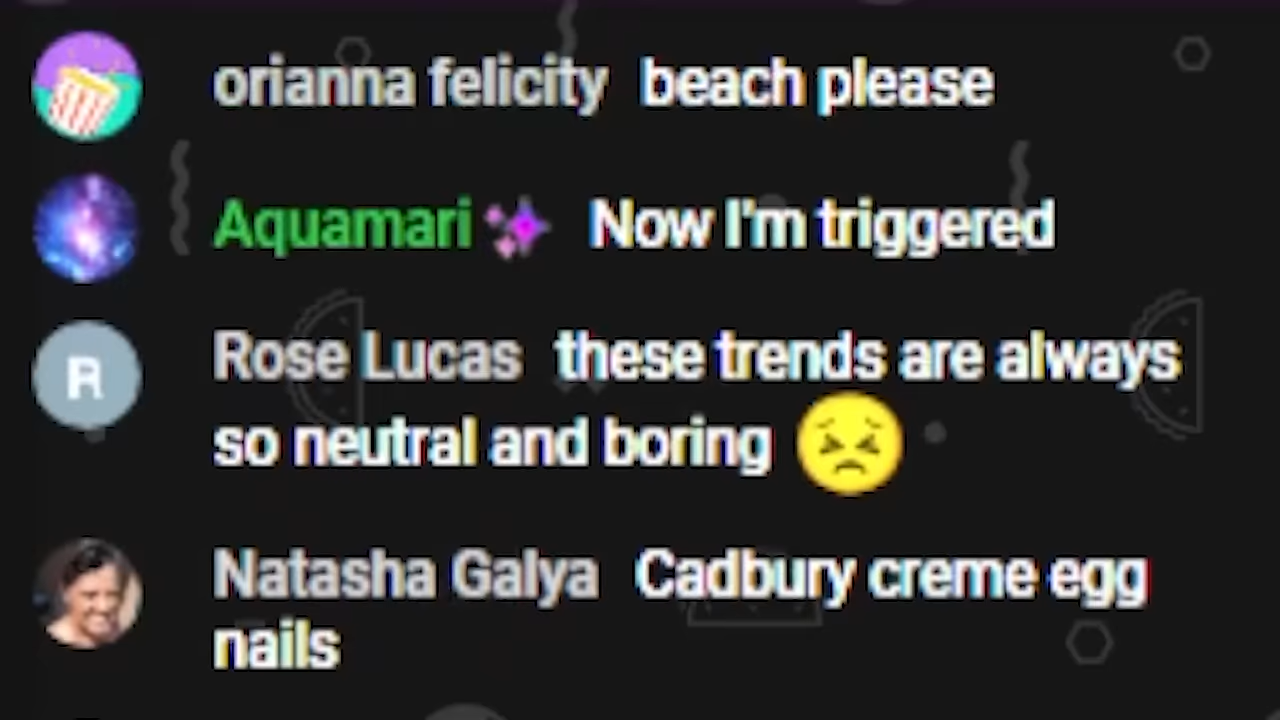 orianna felicity beach please
Aquamari✨ Now I'm triggered
R
Rose Lucas these trends are always
so neutral and boring 😣
Natasha Galya Cadbury creme egg
nails